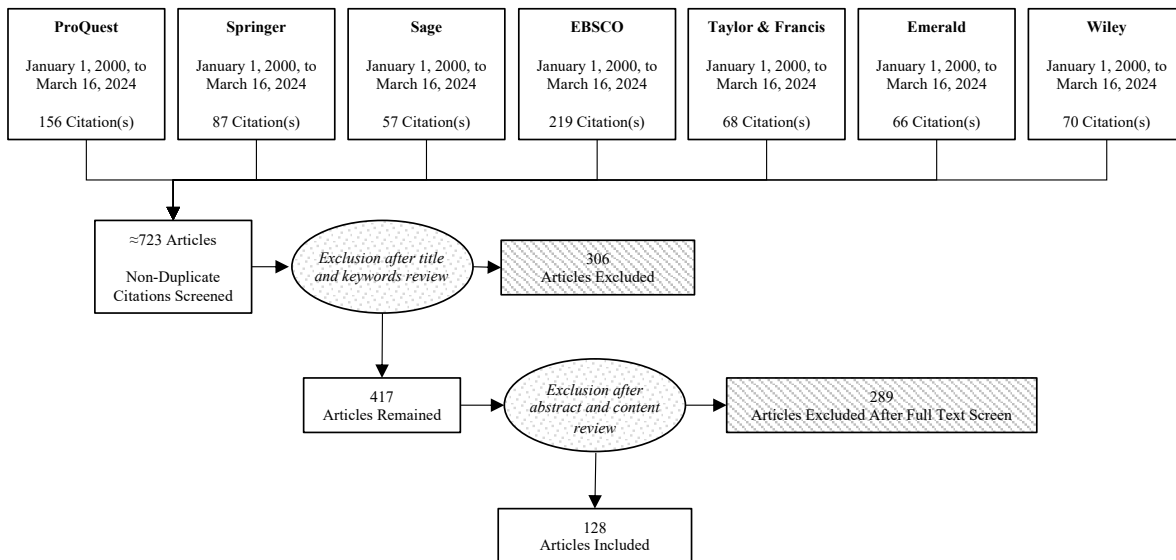 ProQuest
January 1, 2000, to
March 16, 2024
156 Citation(s)
Springer
January 1, 2000, to
March 16, 2024
87 Citation(s)
Sage
January 1, 2000, to
March 16, 2024
57 Citation(s)
EBSCO
January 1, 2000, to
March 16, 2024
219 Citation(s)
Taylor & Francis
January 1, 2000, to
March 16, 2024
68 Citation(s)
Emerald
January 1, 2000, to
March 16, 2024
66 Citation(s)
Wiley
January 1, 2000, to
March 16, 2024
70 Citation(s)
≈723 Articles
Non-Duplicate
Citations Screened
Exclusion after title
and keywords review
306
Articles Excluded
417
Articles Remained
Exclusion after
abstract and content
review
289
Articles Excluded After Full Text Screen
128
Articles Included